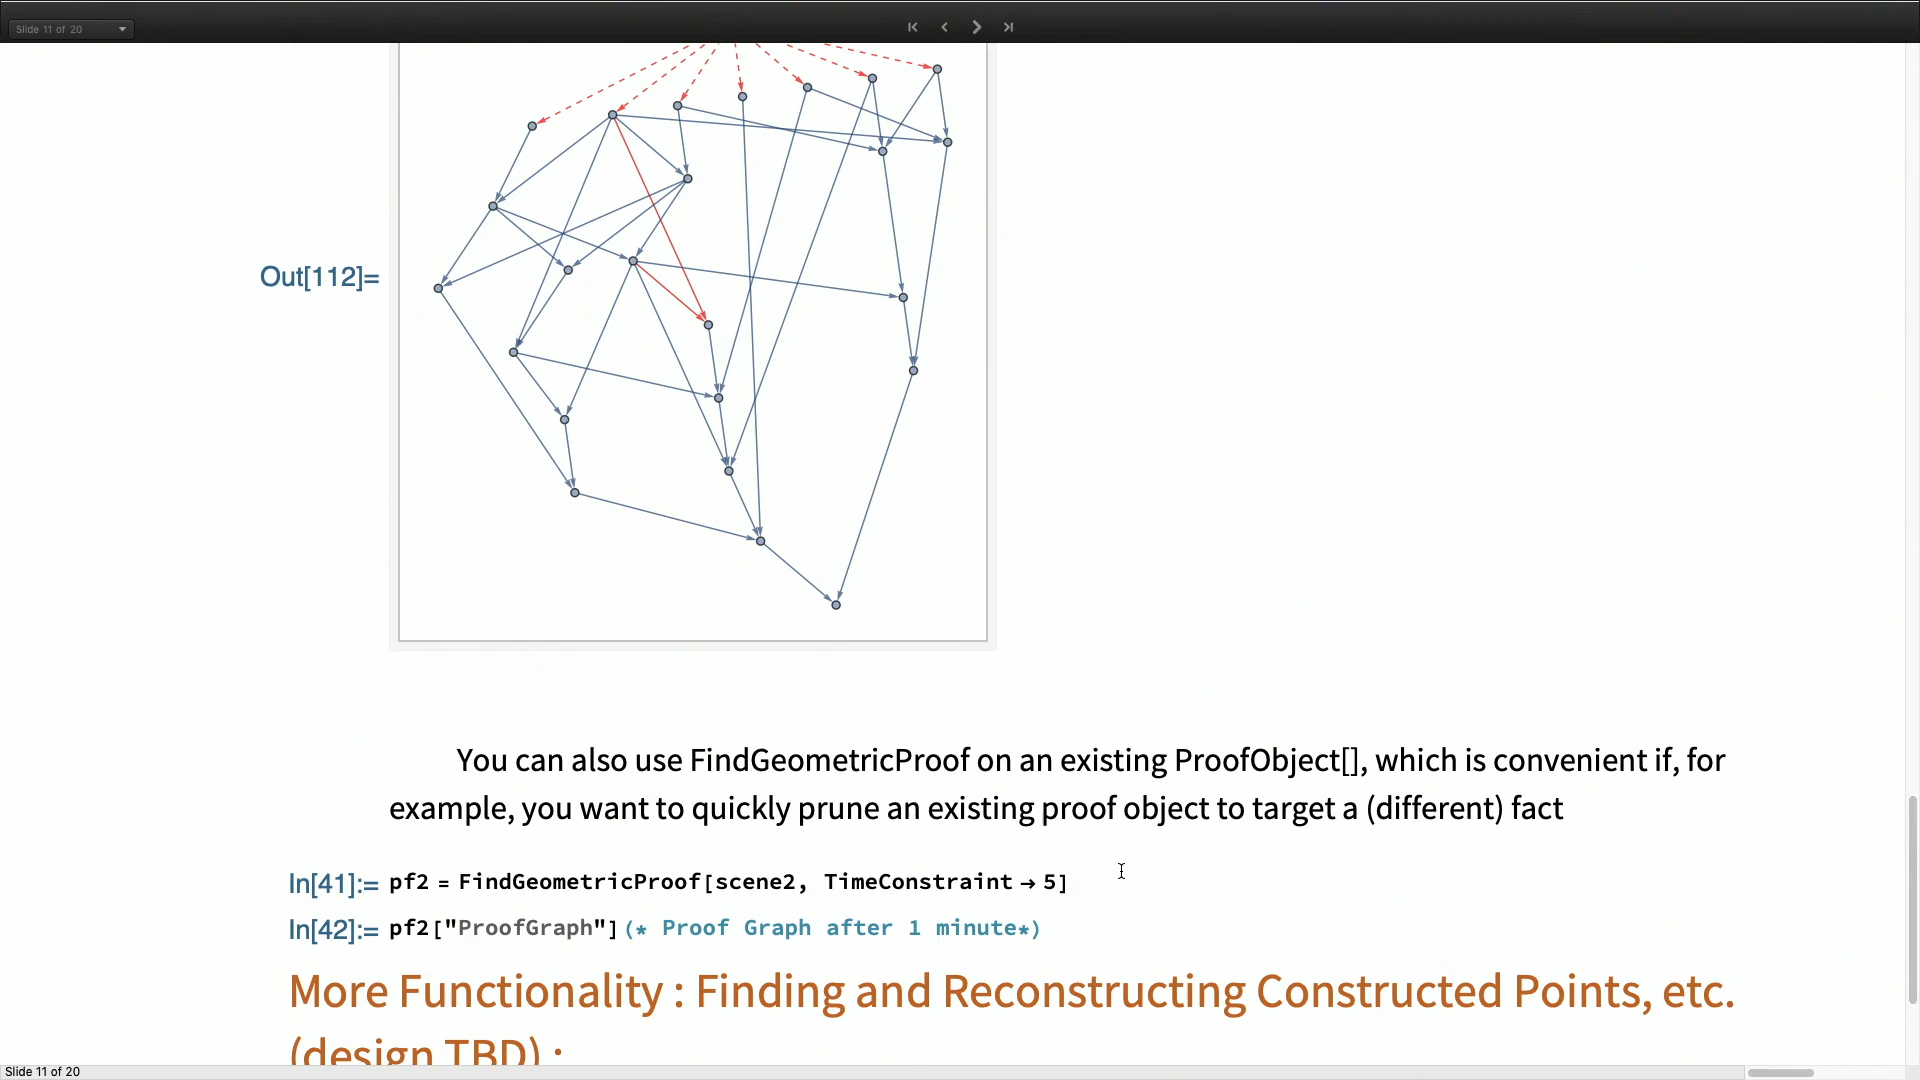 Slide 11 of 20
Out[112]=
You can also use FindGeometricProof on an existing ProofObject[], which is convenient if, for
example, you want to quickly prune an existing proof object to target a (different) fact
In[41]:= pf2 = FindGeometricProof[scene2, TimeConstraint → 5]
In[42]:= pf2["ProofGraph"](* Proof Graph after 1 minute*)
More Functionality : Finding and Reconstructing Constructed Points, etc.
(design TBD) :
Slide 11 of 20